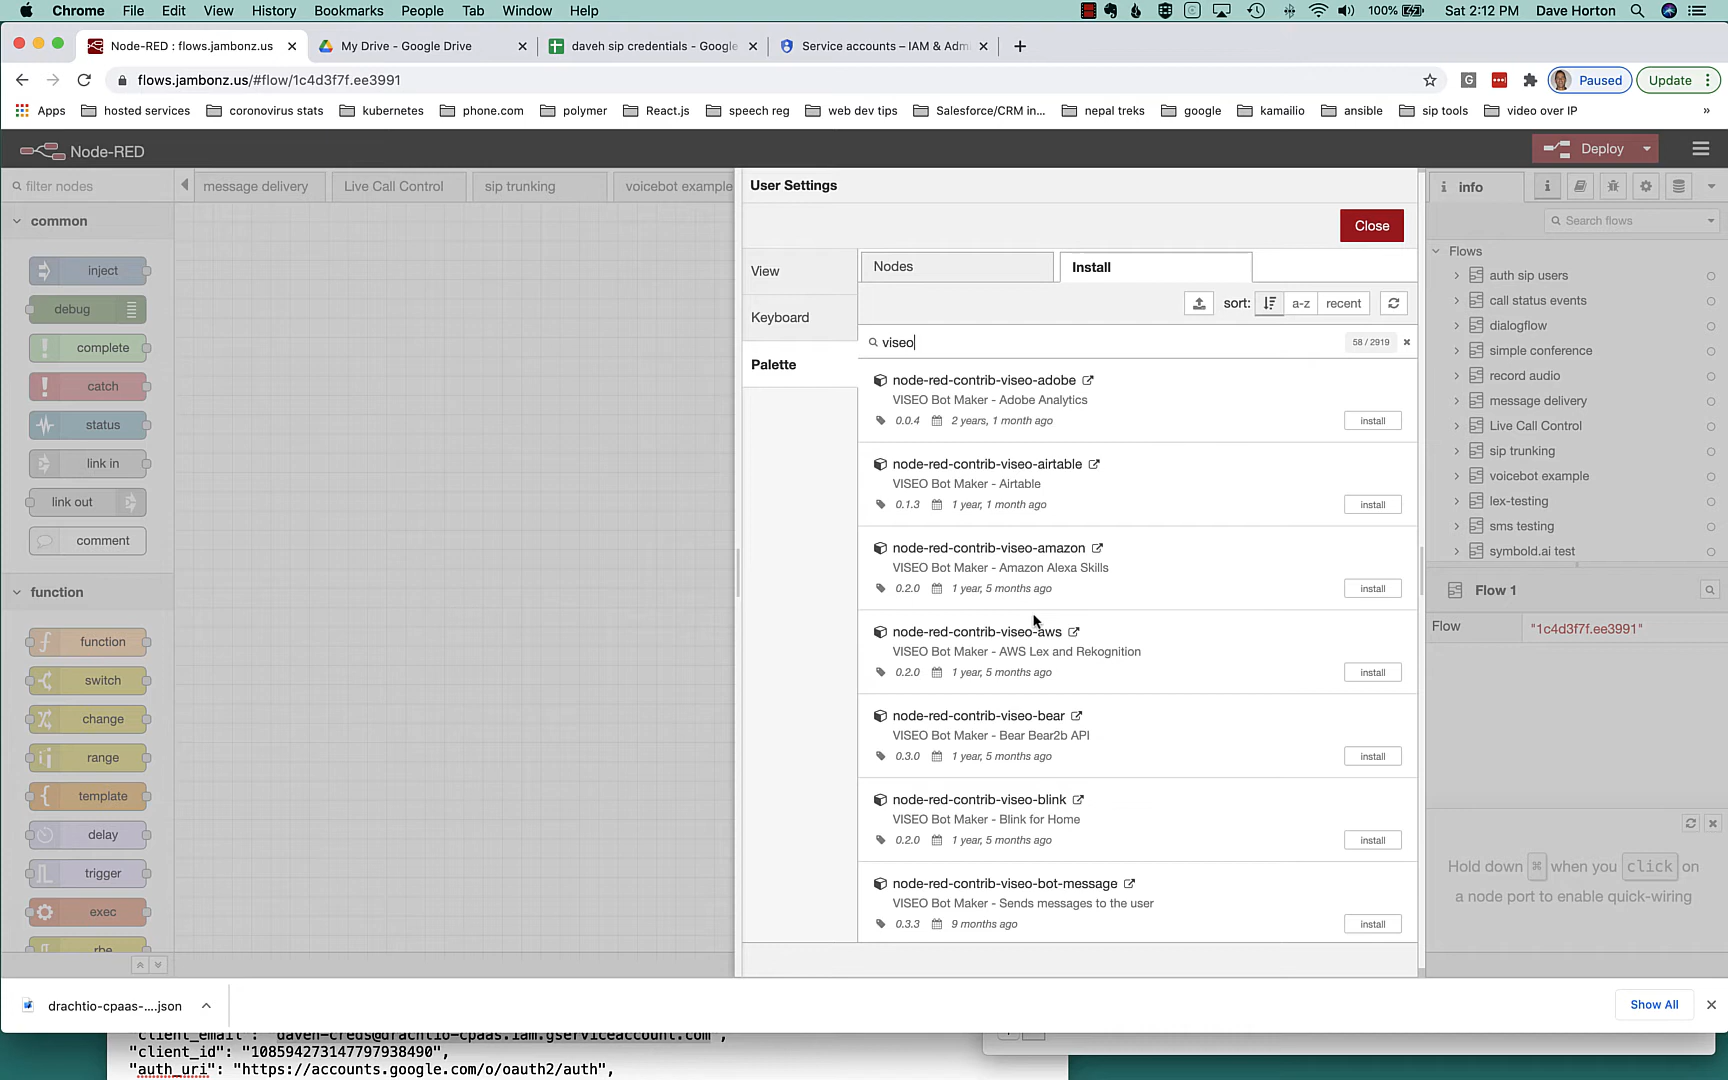 Chrome File Edit View History Bookmarks People Tab Window Help 100% Sat 2:12 PM Dave Horton
Node-RED : flows.jambonz.us My Drive - Google Drive daveh sip credentials - Google Service accounts – IAM & Adm
flows.jambonz.us/#flow/1c4d3f7f.ee3991 Paused Update
Apps hosted services coronovirus stats kubernetes phone.com polymer React.js speech reg web dev tips Salesforce/CRM in... nepal treks google kamailio ansible sip tools video over IP »
Node-RED Deploy
filter nodes message delivery Live Call Control sip trunking voicebot example
common
inject
debug
complete
catch
status
link in
link out
comment
function
function
switch
change
range
template
delay
trigger
exec
rbe
User Settings
Close
View
Keyboard
Palette
Nodes Install
sort: a-z recent
viseo 58 / 2919
node-red-contrib-viseo-adobe
VISEO Bot Maker - Adobe Analytics
0.0.4 2 years, 1 month ago install
node-red-contrib-viseo-airtable
VISEO Bot Maker - Airtable
0.1.3 1 year, 1 month ago install
node-red-contrib-viseo-amazon
VISEO Bot Maker - Amazon Alexa Skills
0.2.0 1 year, 5 months ago install
node-red-contrib-viseo-aws
VISEO Bot Maker - AWS Lex and Rekognition
0.2.0 1 year, 5 months ago install
node-red-contrib-viseo-bear
VISEO Bot Maker - Bear Bear2b API
0.3.0 1 year, 5 months ago install
node-red-contrib-viseo-blink
VISEO Bot Maker - Blink for Home
0.2.0 1 year, 5 months ago install
node-red-contrib-viseo-bot-message
VISEO Bot Maker - Sends messages to the user
0.3.3 9 months ago install
i info
Search flows
Flows
auth sip users
call status events
dialogflow
simple conference
record audio
message delivery
Live Call Control
sip trunking
voicebot example
lex-testing
sms testing
symbold.ai test
Flow 1
Flow "1c4d3f7f.ee3991"
Hold down ⌘ when you click on
a node port to enable quick-wiring
drachtio-cpaas-....json Show All
"client_email": "daveh-creds@drachtio-cpaas.iam.gserviceaccount.com",
"client_id": "108594273147797938490",
"auth_uri": "https://accounts.google.com/o/oauth2/auth",